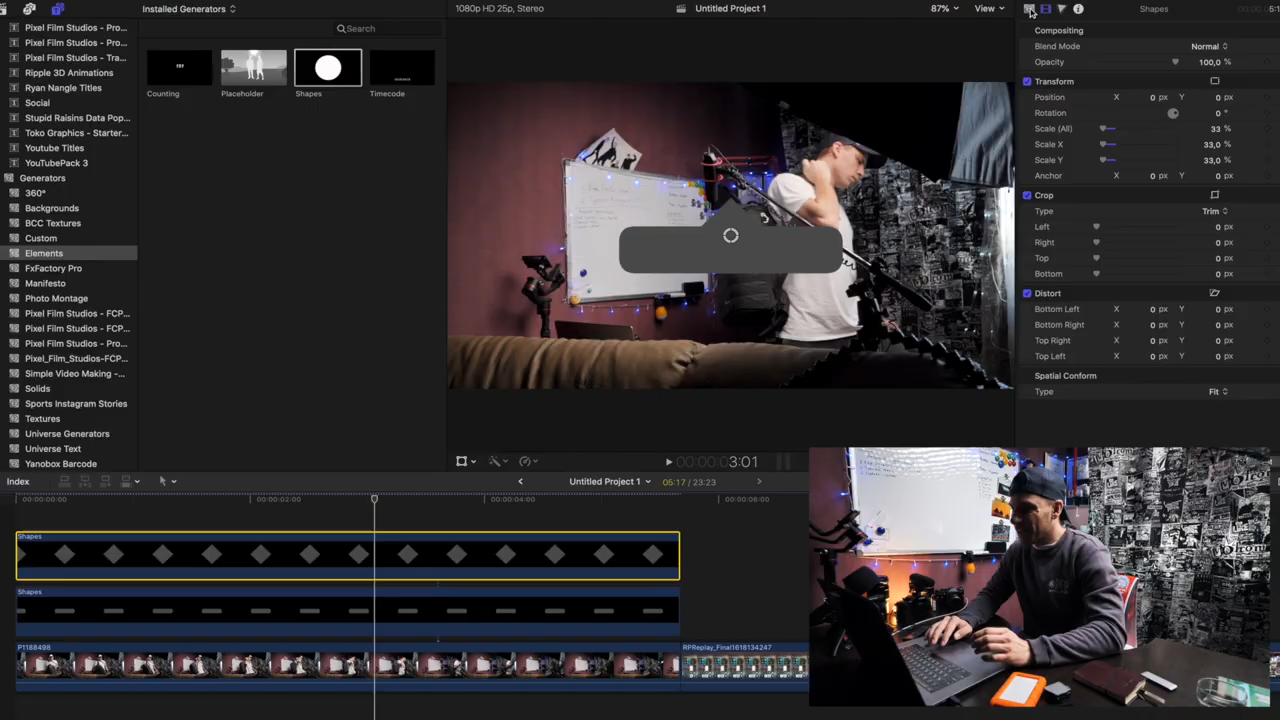 Installed Generators
1080p HD 25p, Stereo
Untitled Project 1
87%
View
Shapes
Pixel Film Studios - Pro...
Pixel Film Studios - Pro...
Pixel Film Studios - Tra...
Ripple 3D Animations
Ryan Nangle Titles
Social
Stupid Raisins Data Pop...
Toko Graphics - Starter...
Youtube Titles
YouTubePack 3
Generators
360°
Backgrounds
BCC Textures
Custom
Elements
FxFactory Pro
Manifesto
Photo Montage
Pixel Film Studios - FCP...
Pixel Film Studios - FCP...
Pixel Film Studios - Pro...
Pixel_Film_Studios-FCP...
Simple Video Making -...
Solids
Sports Instagram Stories
Textures
Universe Generators
Universe Text
Yanobox Barcode
Search
Counting
Placeholder
Shapes
Timecode
Compositing
Blend Mode Normal
Opacity 100,0 %
Transform
Position X 0 px Y 0 px
Rotation 0 °
Scale (All) 33 %
Scale X 33,0 %
Scale Y 33,0 %
Anchor X 0 px Y 0 px
Crop
Type Trim
Left 0 px
Right 0 px
Top 0 px
Bottom 0 px
Distort
Bottom Left X 0 px Y 0 px
Bottom Right X 0 px Y 0 px
Top Right X 0 px Y 0 px
Top Left X 0 px Y 0 px
Spatial Conform
Type Fit
3:01
Index
Untitled Project 1
05:17 / 23:23
00:00:00:00
00:00:02:00
00:00:04:00
00:00:06:00
Shapes
Shapes
P1188498
RPReplay_Final1618134247